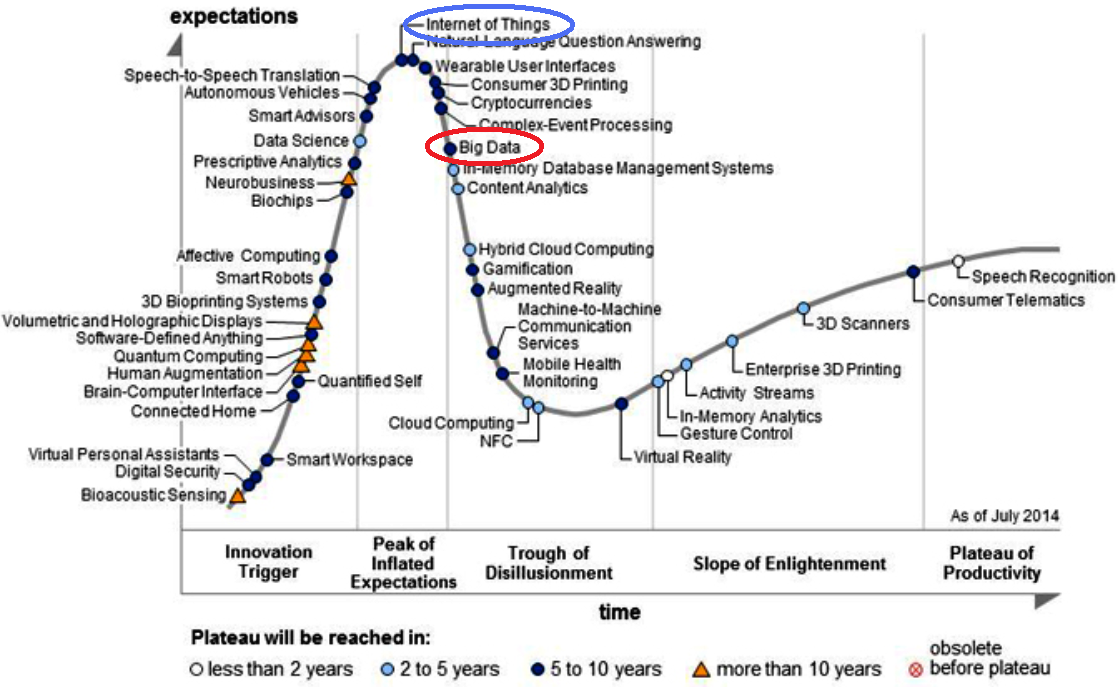 expectations
Internet of Things
Natural-Language Question Answering
Wearable User Interfaces
Consumer 3D Printing
Cryptocurrencies
Complex-Event Processing
Big Data
In-Memory Database Management Systems
Content Analytics
Hybrid Cloud Computing
Gamification
Augmented Reality
Machine-to-Machine
Communication
Services
Mobile Health
Monitoring
Speech-to-Speech Translation
Autonomous Vehicles
Smart Advisors
Data Science
Prescriptive Analytics
Neurobusiness
Biochips
Affective Computing
Smart Robots
3D Bioprinting Systems
Volumetric and Holographic Displays
Software-Defined Anything
Quantum Computing
Human Augmentation
Brain-Computer Interface
Quantified Self
Connected Home
Virtual Personal Assistants
Smart Workspace
Digital Security
Bioacoustic Sensing
Cloud Computing
NFC
Virtual Reality
Gesture Control
In-Memory Analytics
Activity Streams
Enterprise 3D Printing
3D Scanners
Consumer Telematics
Speech Recognition
As of July 2014
Innovation
Trigger
Peak of
Inflated
Expectations
Trough of
Disillusionment
Slope of Enlightenment
Plateau of
Productivity
time
Plateau will be reached in:
less than 2 years
2 to 5 years
5 to 10 years
more than 10 years
obsolete
before plateau